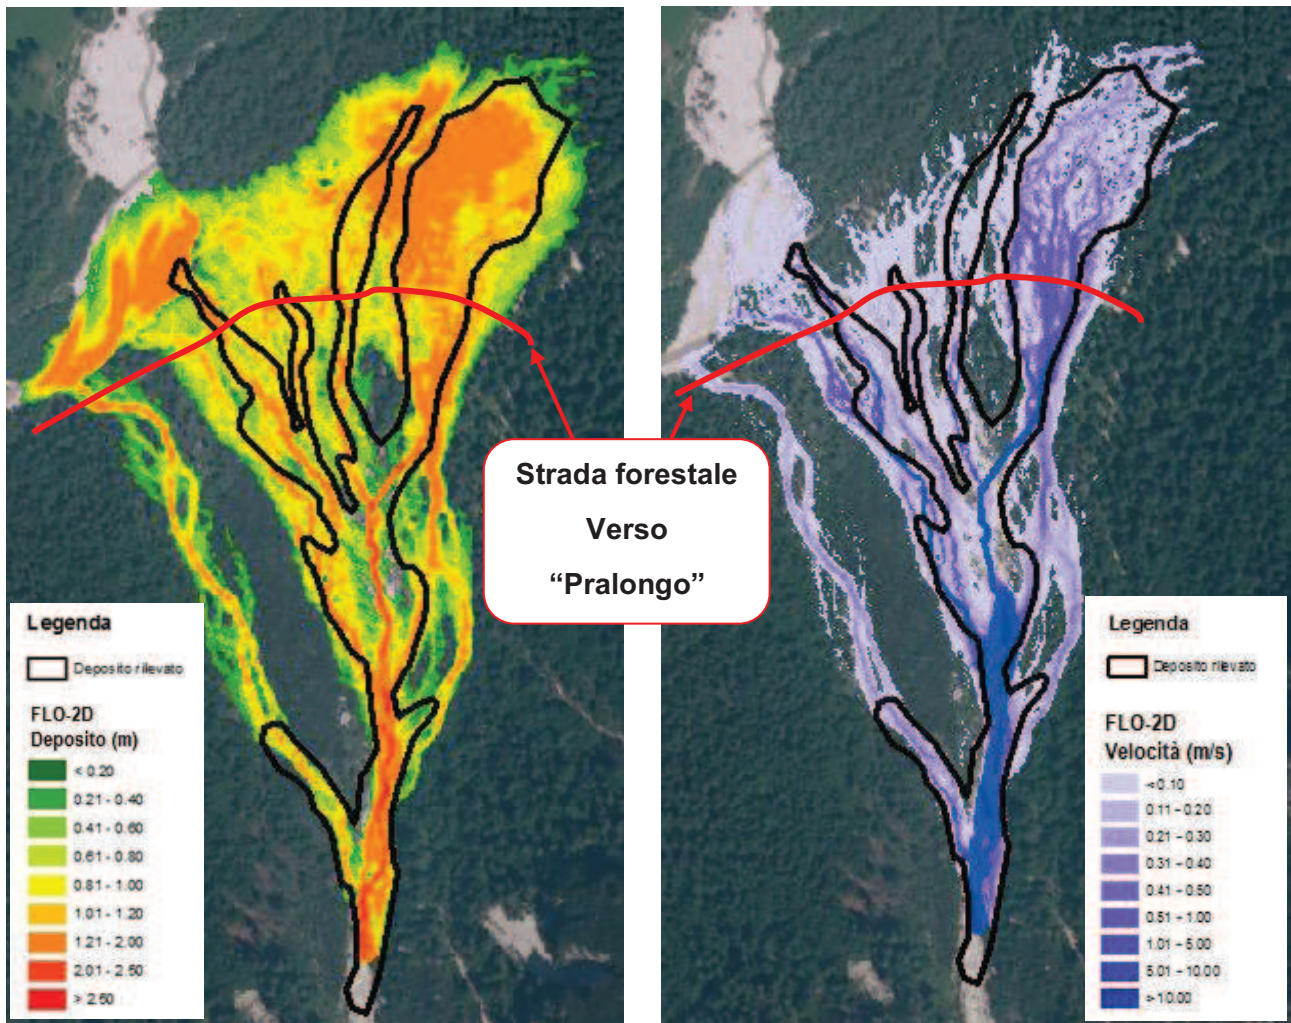 Strada forestale
Verso
“Pralongo”
Legenda
Deposito rilevato
FLO-2D
Deposito (m)
< 0.20
0.21 - 0.40
0.41 - 0.60
0.61 - 0.80
0.81 - 1.00
1.01 - 1.20
1.21 - 2.00
2.01 - 2.50
> 2.50
Legenda
Deposito rilevato
FLO-2D
Velocità (m/s)
<0.10
0.11 - 0.20
0.21 - 0.30
0.31 - 0.40
0.41 - 0.50
0.51 - 1.00
1.01 - 5.00
5.01 - 10.00
>10.00